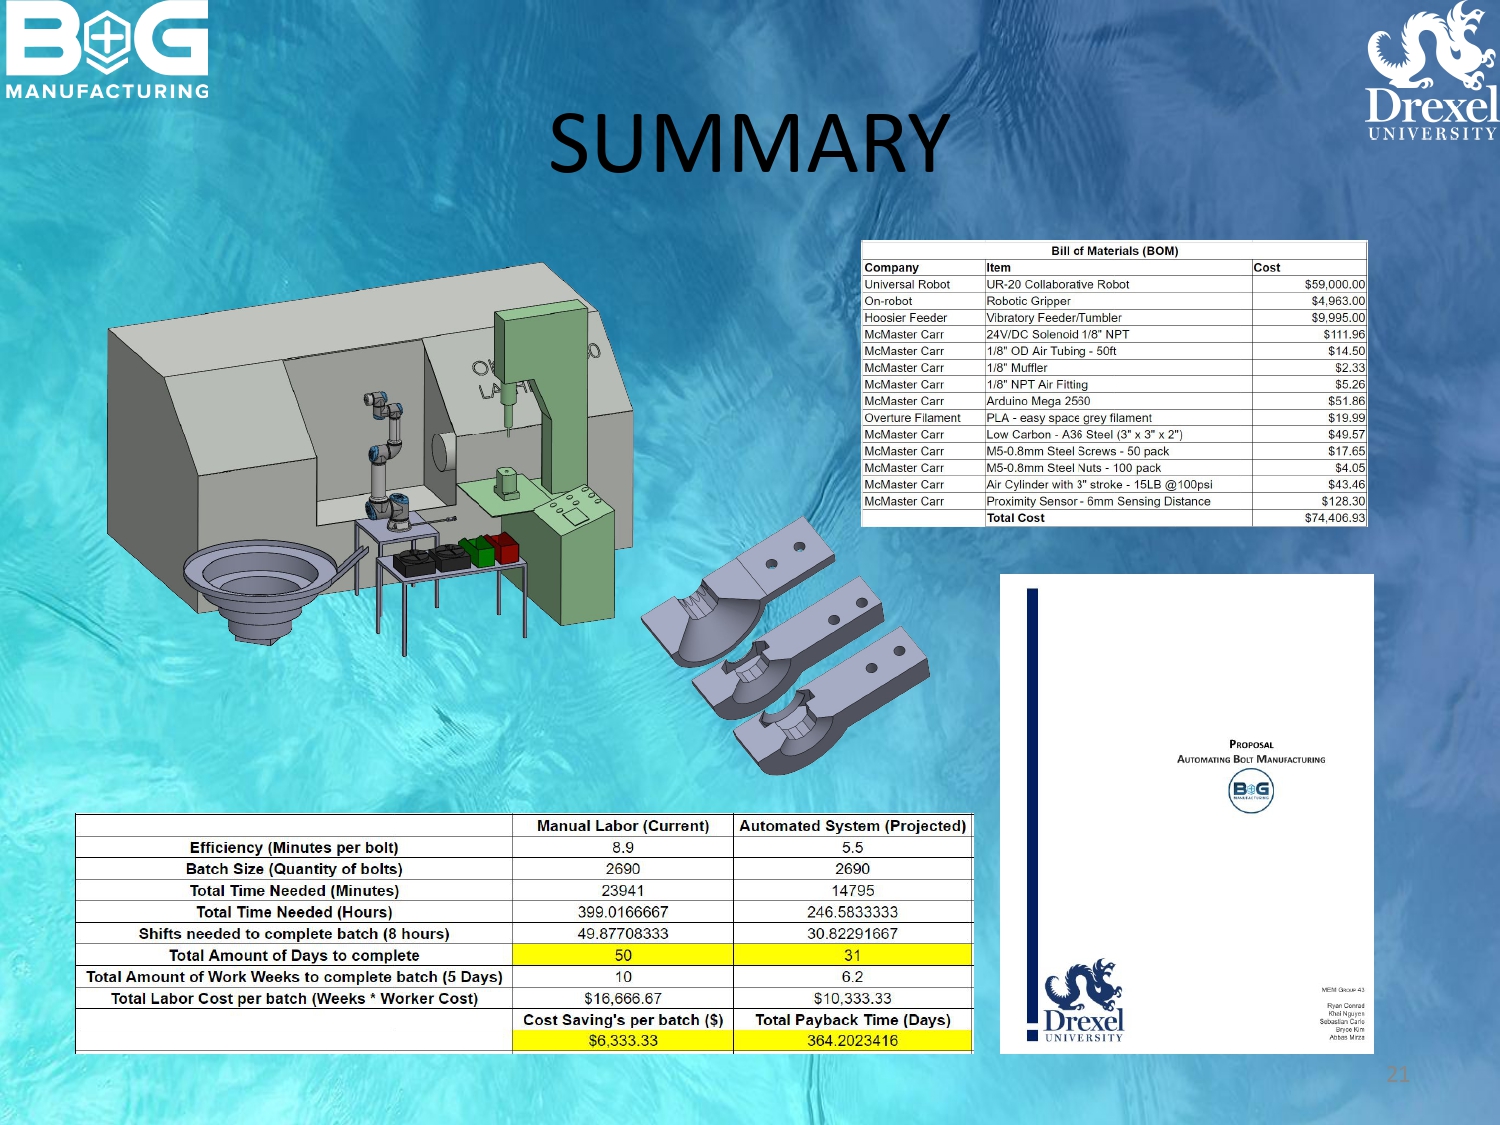 B G
MANUFACTURING
Drexel
UNIVERSITY
SUMMARY
Bill of Materials (BOM)
Company Item Cost
Universal Robot UR-20 Collaborative Robot $59,000.00
On-robot Robotic Gripper $4,963.00
Hoosier Feeder Vibratory Feeder/Tumbler $9,995.00
McMaster Carr 24V/DC Solenoid 1/8" NPT $111.96
McMaster Carr 1/8" OD Air Tubing - 50ft $14.50
McMaster Carr 1/8" Muffler $2.33
McMaster Carr 1/8" NPT Air Fitting $5.26
McMaster Carr Arduino Mega 2560 $51.86
Overture Filament PLA - easy space grey filament $19.99
McMaster Carr Low Carbon - A36 Steel (3" x 3" x 2") $49.57
McMaster Carr M5-0.8mm Steel Screws - 50 pack $17.65
McMaster Carr M5-0.8mm Steel Nuts - 100 pack $4.05
McMaster Carr Air Cylinder with 3" stroke - 15LB @100psi $43.46
McMaster Carr Proximity Sensor - 6mm Sensing Distance $128.30
Total Cost $74,406.93
Manual Labor (Current) Automated System (Projected)
Efficiency (Minutes per bolt) 8.9 5.5
Batch Size (Quantity of bolts) 2690 2690
Total Time Needed (Minutes) 23941 14795
Total Time Needed (Hours) 399.0166667 246.5833333
Shifts needed to complete batch (8 hours) 49.87708333 30.82291667
Total Amount of Days to complete 50 31
Total Amount of Work Weeks to complete batch (5 Days) 10 6.2
Total Labor Cost per batch (Weeks * Worker Cost) $16,666.67 $10,333.33
Cost Saving's per batch ($) Total Payback Time (Days)
$6,333.33 364.2023416
PROPOSAL
AUTOMATING BOLT MANUFACTURING
B G
MANUFACTURING
MEM GROUP 43
Ryan Conrad
Khai Nguyen
Sebastian Carlo
Bryce Kim
Abbas Mirza
Drexel
UNIVERSITY
21